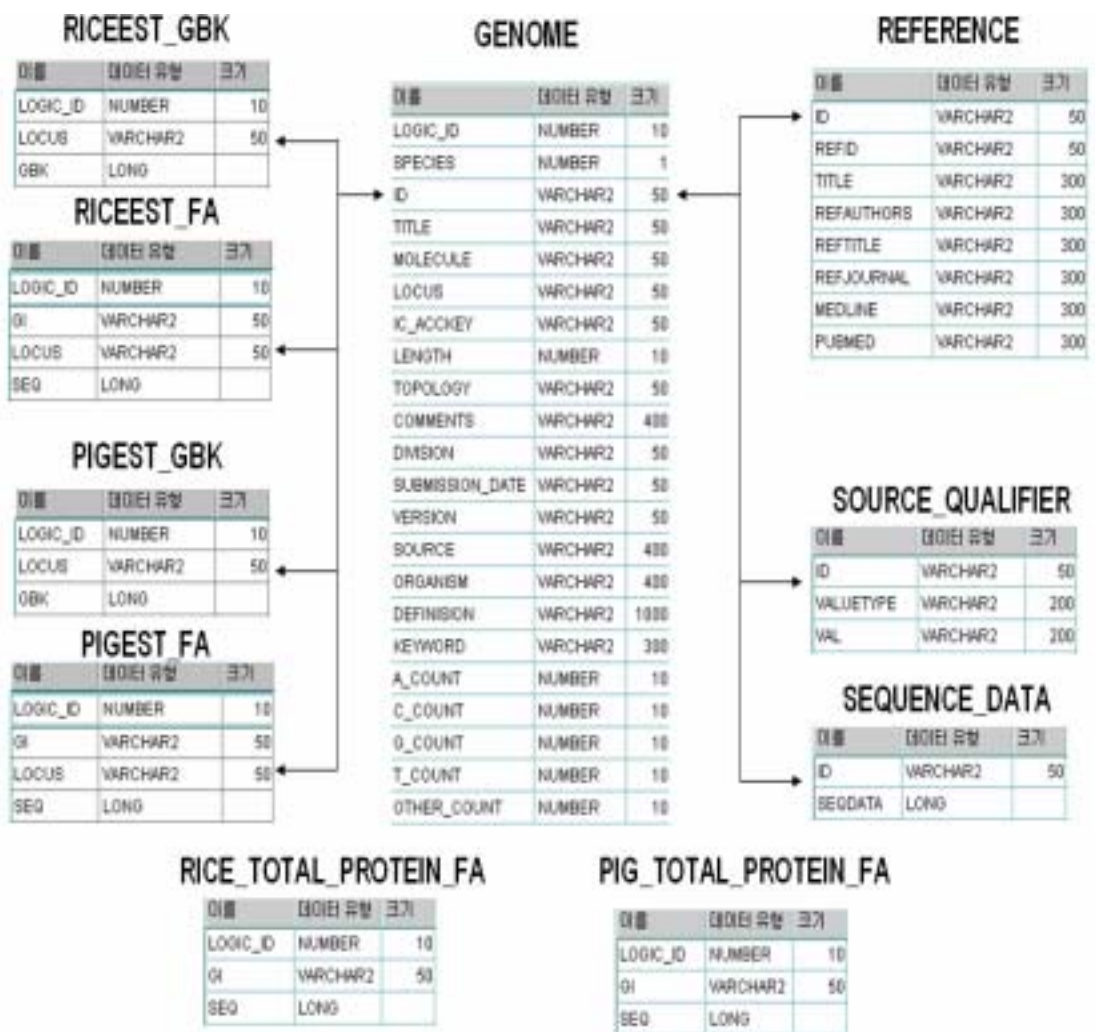 RICEEST_GBK
이름 데이터 유형 크기
LOGIC_ID NUMBER 10
LOCUS VARCHAR2 50
GBK LONG
RICEEST_FA
이름 데이터 유형 크기
LOGIC_ID NUMBER 10
GI VARCHAR2 50
LOCUS VARCHAR2 50
SEQ LONG
PIGEST_GBK
이름 데이터 유형 크기
LOGIC_ID NUMBER 10
LOCUS VARCHAR2 50
GBK LONG
PIGEST_FA
이름 데이터 유형 크기
LOGIC_ID NUMBER 10
GI VARCHAR2 50
LOCUS VARCHAR2 50
SEQ LONG
GENOME
이름 데이터 유형 크기
LOGIC_ID NUMBER 10
SPECIES NUMBER 1
ID VARCHAR2 50
TITLE VARCHAR2 50
MOLECULE VARCHAR2 50
LOCUS VARCHAR2 50
IC_ACCKEY VARCHAR2 50
LENGTH NUMBER 10
TOPOLOGY VARCHAR2 50
COMMENTS VARCHAR2 400
DIVISION VARCHAR2 50
SUBMISSION_DATE VARCHAR2 50
VERSION VARCHAR2 50
SOURCE VARCHAR2 400
ORGANISM VARCHAR2 400
DEFINISION VARCHAR2 1000
KEYWORD VARCHAR2 300
A_COUNT NUMBER 10
C_COUNT NUMBER 10
G_COUNT NUMBER 10
T_COUNT NUMBER 10
OTHER_COUNT NUMBER 10
REFERENCE
이름 데이터 유형 크기
ID VARCHAR2 50
REFID VARCHAR2 50
TITLE VARCHAR2 300
REFAUTHORS VARCHAR2 300
REFTITLE VARCHAR2 300
REFJOURNAL VARCHAR2 300
MEDLINE VARCHAR2 300
PUBMED VARCHAR2 300
SOURCE_QUALIFIER
이름 데이터 유형 크기
ID VARCHAR2 50
VALUETYPE VARCHAR2 200
VAL VARCHAR2 200
SEQUENCE_DATA
이름 데이터 유형 크기
ID VARCHAR2 50
SEQDATA LONG
RICE_TOTAL_PROTEIN_FA
이름 데이터 유형 크기
LOGIC_ID NUMBER 10
GI VARCHAR2 50
SEQ LONG
PIG_TOTAL_PROTEIN_FA
이름 데이터 유형 크기
LOGIC_ID NUMBER 10
GI VARCHAR2 50
SEQ LONG